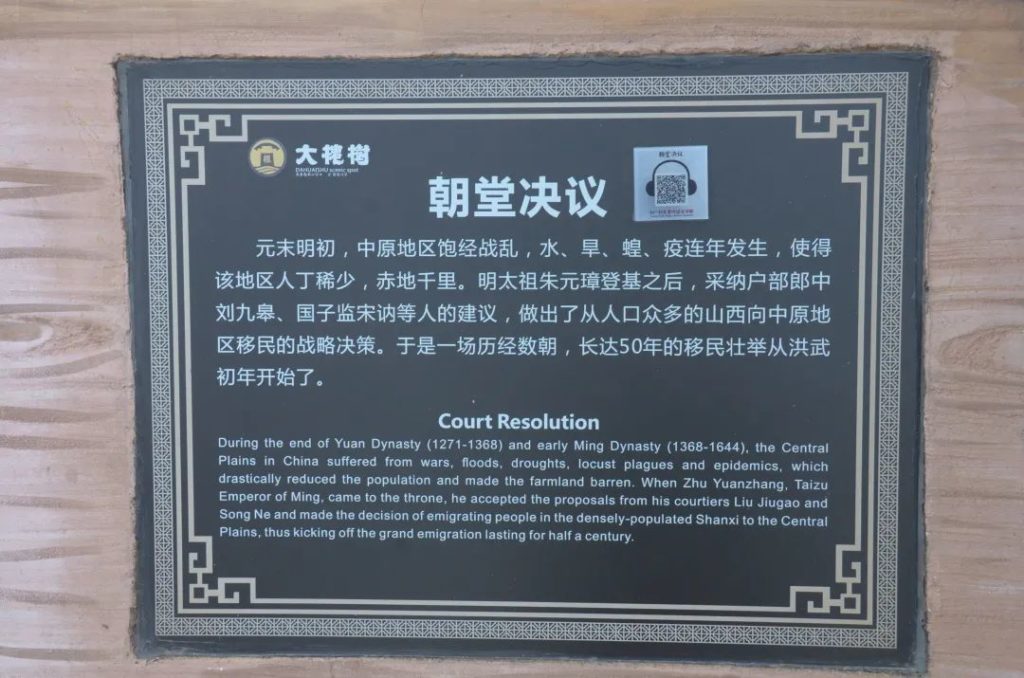 大槐樹
DAHUAISHU scenic spot
朝堂决议
朝堂决议
元末明初，中原地区饱经战乱，水、旱、蝗、疫连年发生，使得
该地区人丁稀少，赤地千里。明太祖朱元璋登基之后，采纳户部郎中
刘九皋、国子监宋讷等人的建议，做出了从人口众多的山西向中原地
区移民的战略决策。于是一场历经数朝，长达50年的移民壮举从洪武
初年开始了。
Court Resolution
During the end of Yuan Dynasty (1271-1368) and early Ming Dynasty (1368-1644), the Central
Plains in China suffered from wars, floods, droughts, locust plagues and epidemics, which
drastically reduced the population and made the farmland barren. When Zhu Yuanzhang, Taizu
Emperor of Ming, came to the throne, he accepted the proposals from his courtiers Liu Jiugao and
Song Ne and made the decision of emigrating people in the densely-populated Shanxi to the Central
Plains, thus kicking off the grand emigration lasting for half a century.